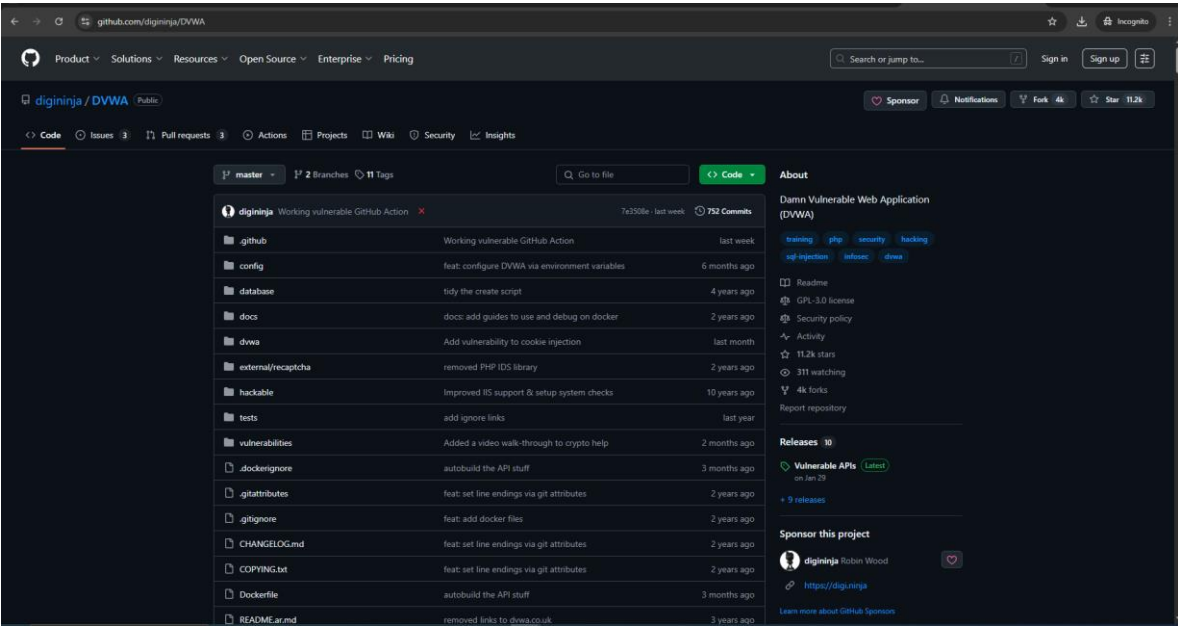 github.com/digininja/DVWA
Incognito
Product Solutions Resources Open Source Enterprise Pricing
Search or jump to...
/
Sign in
Sign up
digininja / DVWA Public
Sponsor
Notifications
Fork 4k
Star 11.2k
Code Issues 3 Pull requests 3 Actions Projects Wiki Security Insights
master 2 Branches 11 Tags
Go to file
Code
digininja Working vulnerable GitHub Action 7e3508e · last week 752 Commits
.github Working vulnerable GitHub Action last week
config feat: configure DVWA via environment variables 6 months ago
database tidy the create script 4 years ago
docs docs: add guides to use and debug on docker 2 years ago
dvwa Add vulnerability to cookie injection last month
external/recaptcha removed PHP IDS library 2 years ago
hackable Improved IIS support & setup system checks 10 years ago
tests add ignore links last year
vulnerabilities Added a video walk-through to crypto help 2 months ago
.dockerignore autobuild the API stuff 3 months ago
.gitattributes feat: set line endings via git attributes 2 years ago
.gitignore feat: add docker files 2 years ago
CHANGELOG.md feat: set line endings via git attributes 2 years ago
COPYING.txt feat: set line endings via git attributes 2 years ago
Dockerfile autobuild the API stuff 3 months ago
README.ar.md removed links to dvwa.co.uk 3 years ago
About
Damn Vulnerable Web Application
(DVWA)
training php security hacking
sql-injection infosec dvwa
Readme
GPL-3.0 license
Security policy
Activity
11.2k stars
311 watching
4k forks
Report repository
Releases 10
Vulnerable APIs Latest
on Jan 29
+ 9 releases
Sponsor this project
digininja Robin Wood
https://digi.ninja
Learn more about GitHub Sponsors